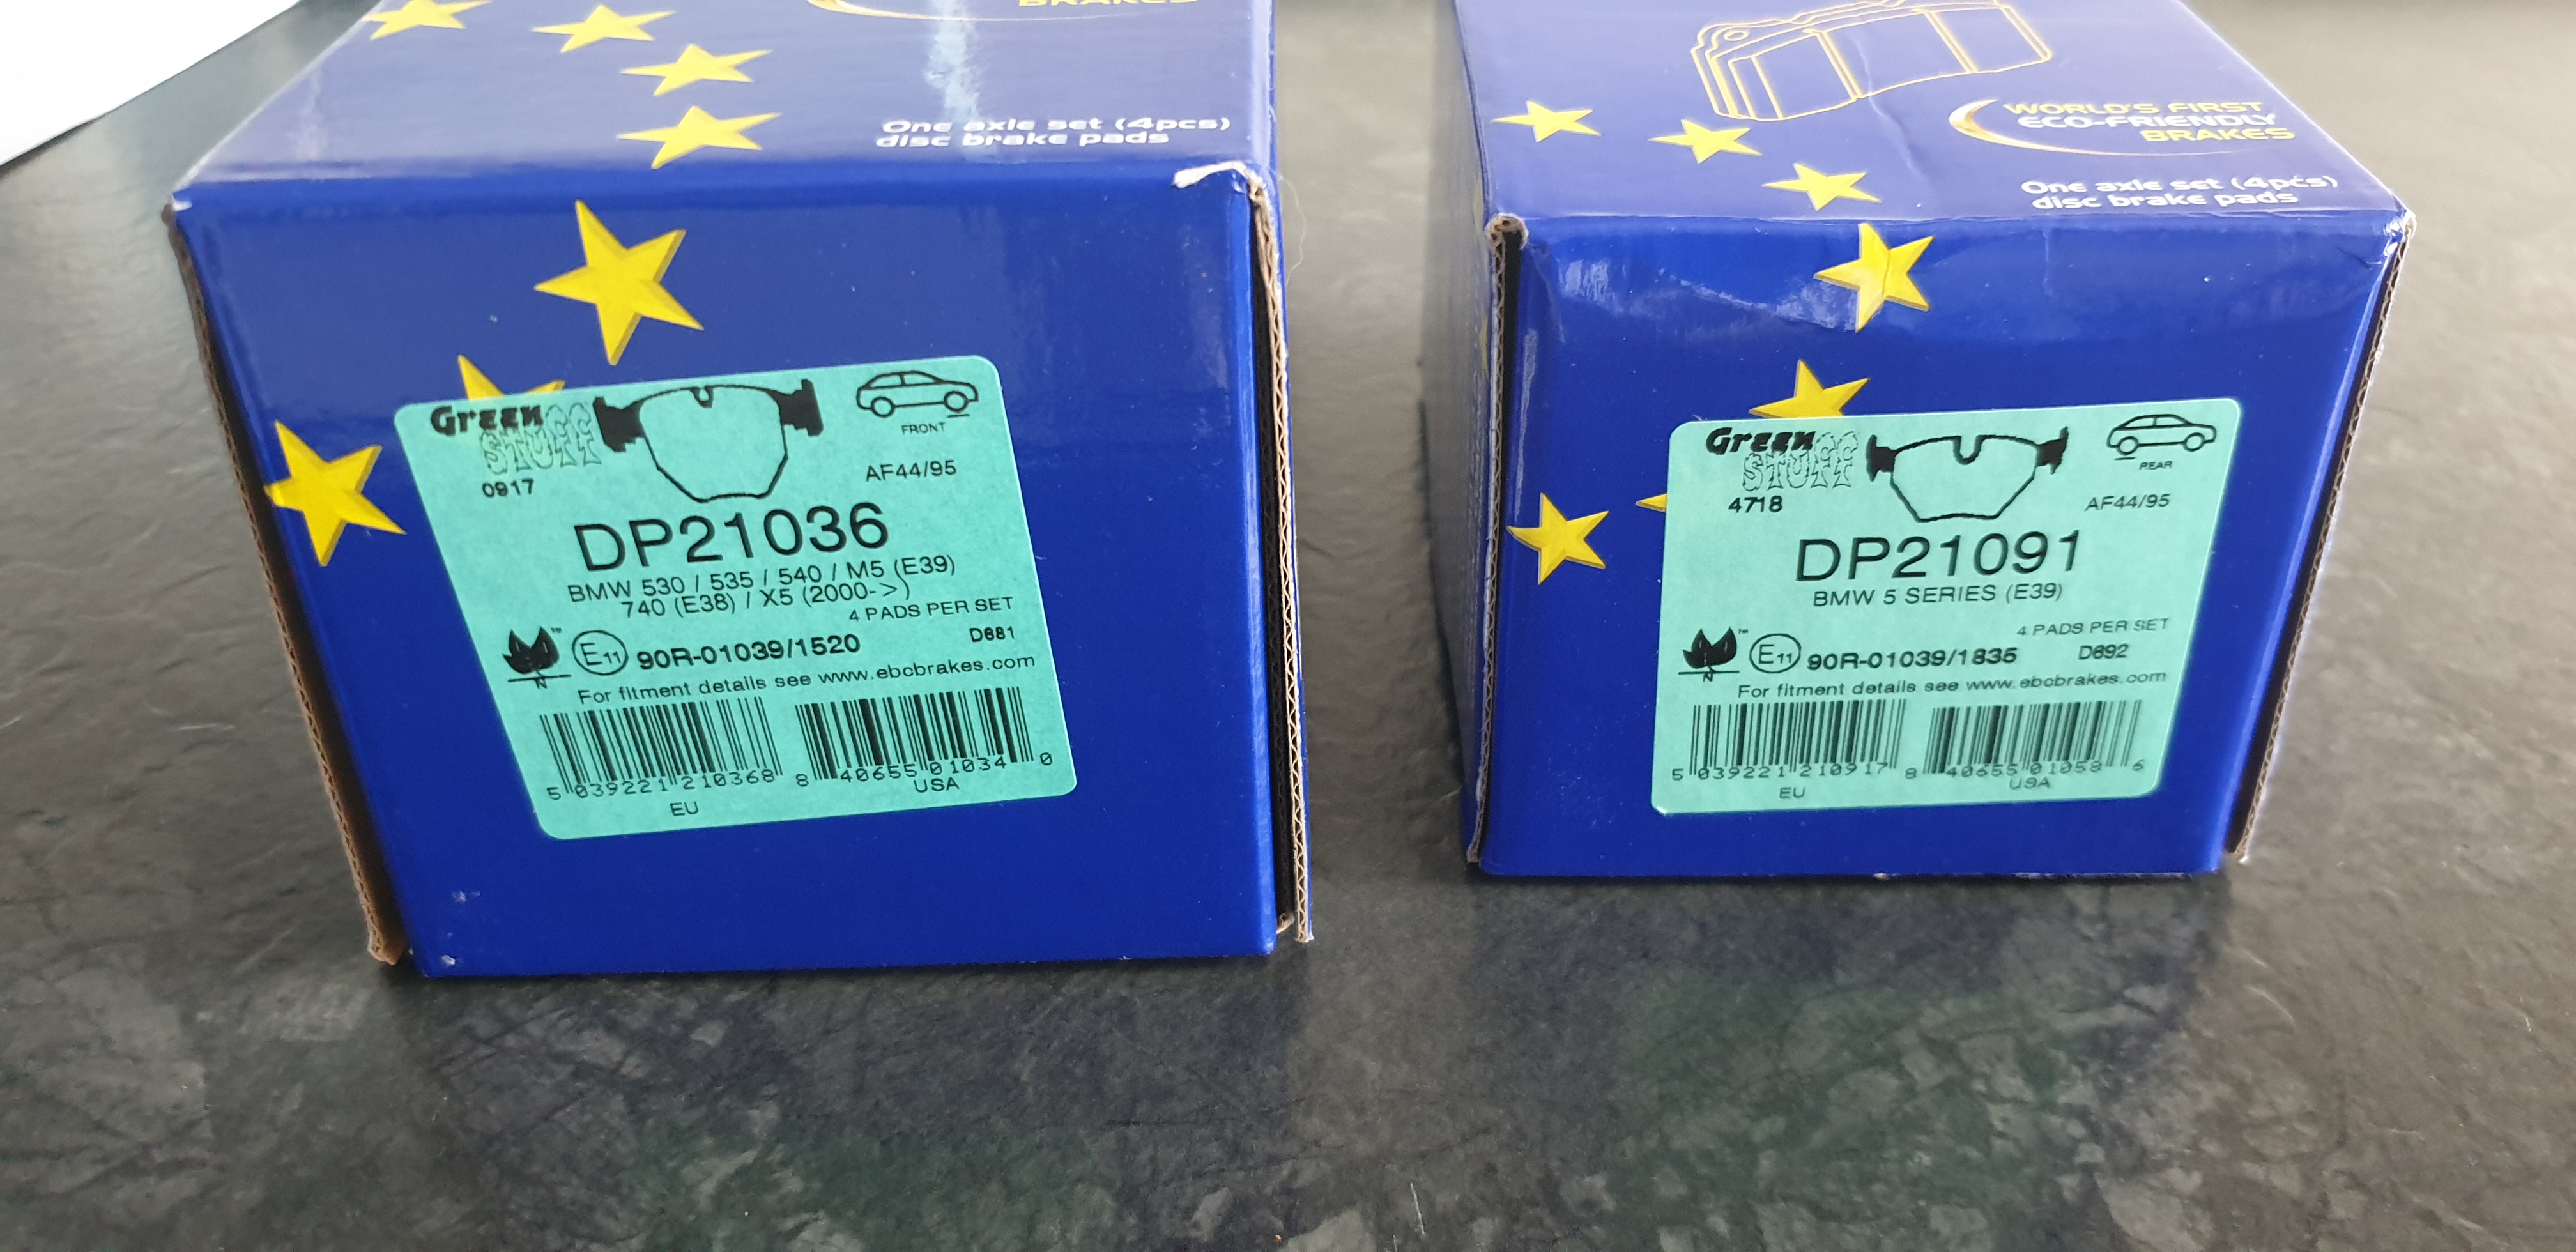 BRAKES
One axle set (4pcs)
disc brake pads
GREEN
STUFF
0917
FRONT
AF44/95
DP21036
BMW 530 / 535 / 540 / M5 (E39)
740 (E38) / X5 (2000->)
4 PADS PER SET
™
N
E11
90R-01039/1520
D681
For fitment details see www.ebcbrakes.com
5 039221 210368
EU
8 40655 01034 0
USA
WORLD'S FIRST
ECO-FRIENDLY
BRAKES
One axle set (4pcs)
disc brake pads
GREEN
STUFF
4718
REAR
AF44/95
DP21091
BMW 5 SERIES (E39)
4 PADS PER SET
™
N
E11
90R-01039/1835
D692
For fitment details see www.ebcbrakes.com
5 039221 210917
EU
8 40655 01058 6
USA